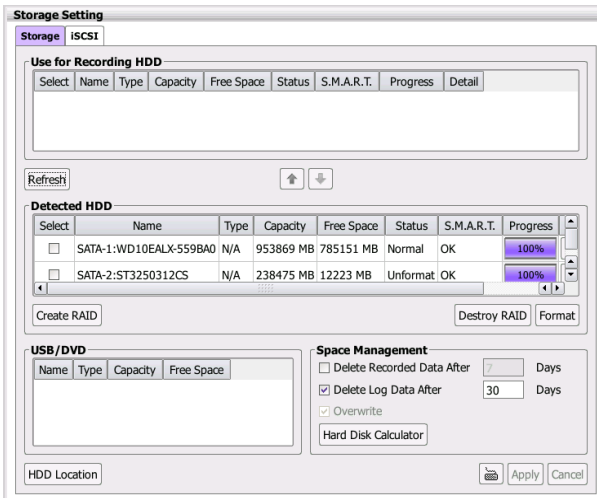 Storage Setting
Storage iSCSI
Use for Recording HDD
Select Name Type Capacity Free Space Status S.M.A.R.T. Progress Detail
Refresh
Detected HDD
Select Name Type Capacity Free Space Status S.M.A.R.T. Progress
SATA-1:WD10EALX-559BA0 N/A 953869 MB 785151 MB Normal OK 100%
SATA-2:ST3250312CS N/A 238475 MB 12223 MB Unformat OK 100%
Create RAID Destroy RAID Format
USB/DVD
Name Type Capacity Free Space
Space Management
Delete Recorded Data After 7 Days
Delete Log Data After 30 Days
Overwrite
Hard Disk Calculator
HDD Location Apply Cancel